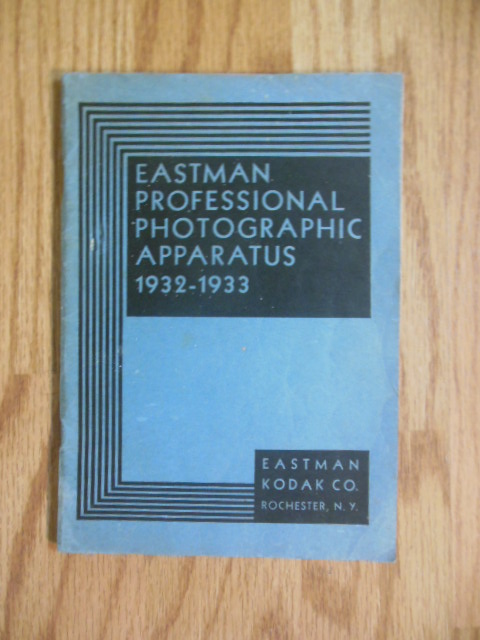 EASTMAN
PROFESSIONAL
PHOTOGRAPHIC
APPARATUS
1932-1933
EASTMAN
KODAK CO.
ROCHESTER, N. Y.